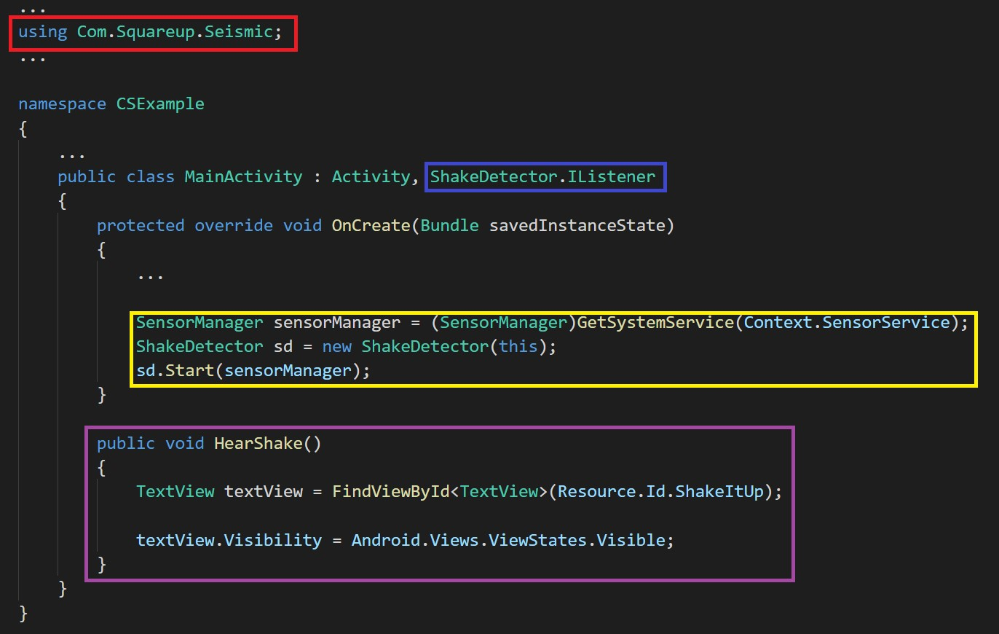 ...
using Com.Squareup.Seismic;
...
namespace CSExample
{
...
public class MainActivity : Activity, ShakeDetector.IListener
{
protected override void OnCreate(Bundle savedInstanceState)
{
...
SensorManager sensorManager = (SensorManager)GetSystemService(Context.SensorService);
ShakeDetector sd = new ShakeDetector(this);
sd.Start(sensorManager);
}
public void HearShake()
{
TextView textView = FindViewById<TextView>(Resource.Id.ShakeItUp);
textView.Visibility = Android.Views.ViewStates.Visible;
}
}
}